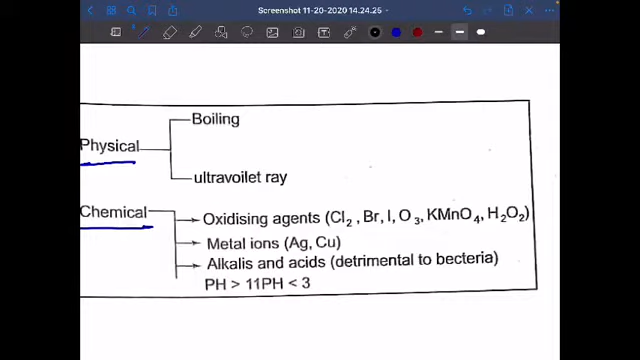 Screenshot 11-20-2020 14.24.25
Boiling
Physical
ultravoilet ray
Chemical
Oxidising agents (Cl₂, Br, I, O₃, KMnO₄, H₂O₂)
Metal ions (Ag, Cu)
Alkalis and acids (detrimental to becteria)
PH > 11PH < 3